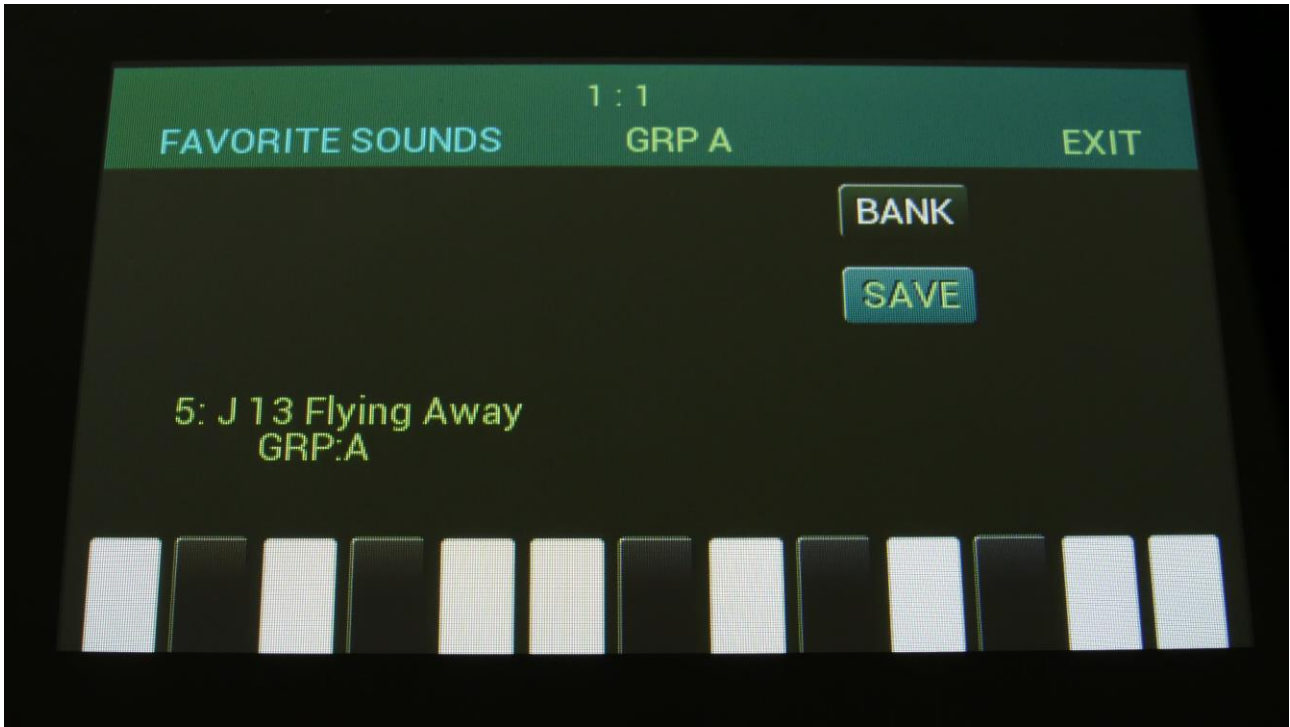 1 : 1
FAVORITE SOUNDS GRP A EXIT
BANK
SAVE
5: J 13 Flying Away
GRP:A